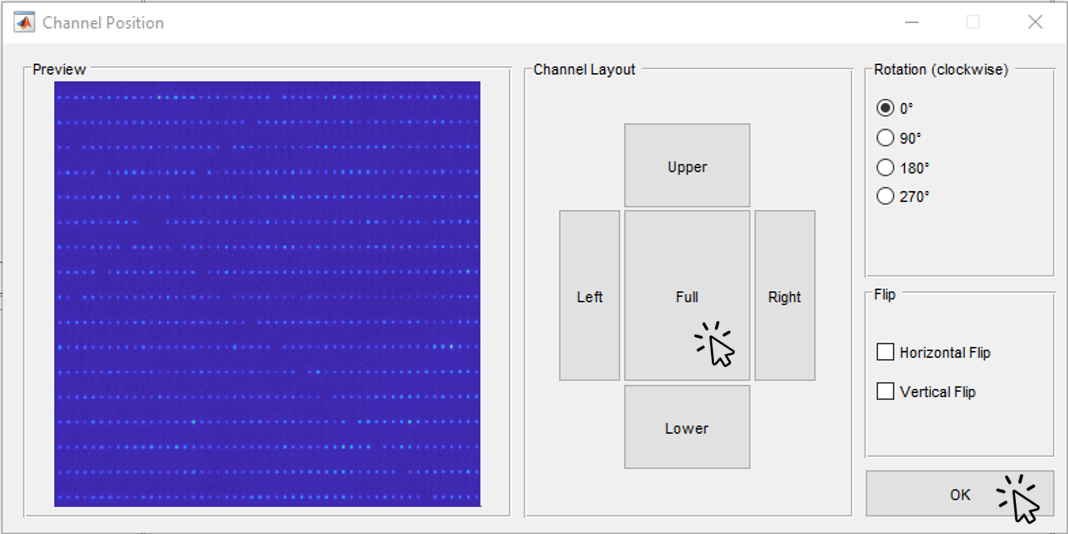 Channel Position
Preview
Channel Layout
Upper
Left
Full
Right
Lower
Rotation (clockwise)
0°
90°
180°
270°
Flip
Horizontal Flip
Vertical Flip
OK